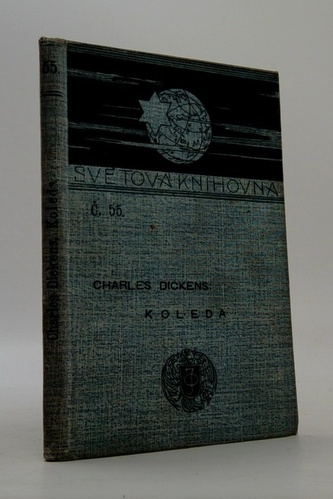 55.
Charles Dickens, Koleda.
SVĚTOVÁ KNIHOVNA
Č. 55.
CHARLES DICKENS:
KOLEDA